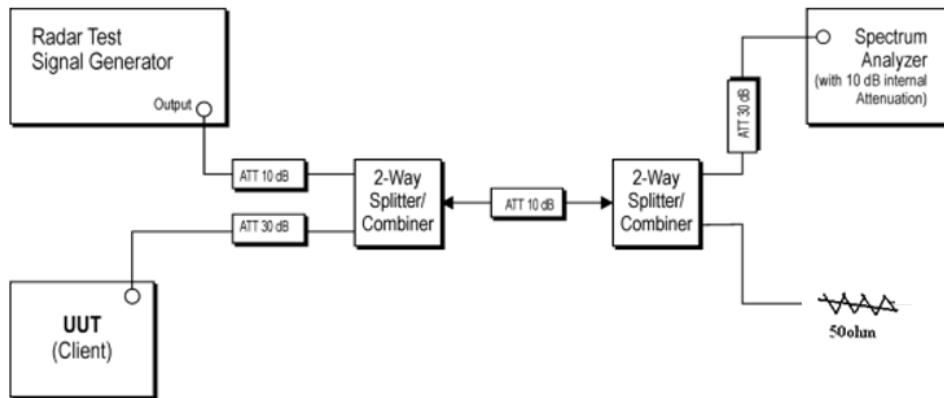 Radar Test
Signal Generator
Output
ATT 10 dB
ATT 30 dB
UUT
(Client)
2-Way
Splitter/
Combiner
ATT 10 dB
2-Way
Splitter/
Combiner
ATT 30 dB
Spectrum
Analyzer
(with 10 dB internal
Attenuation)
50ohm